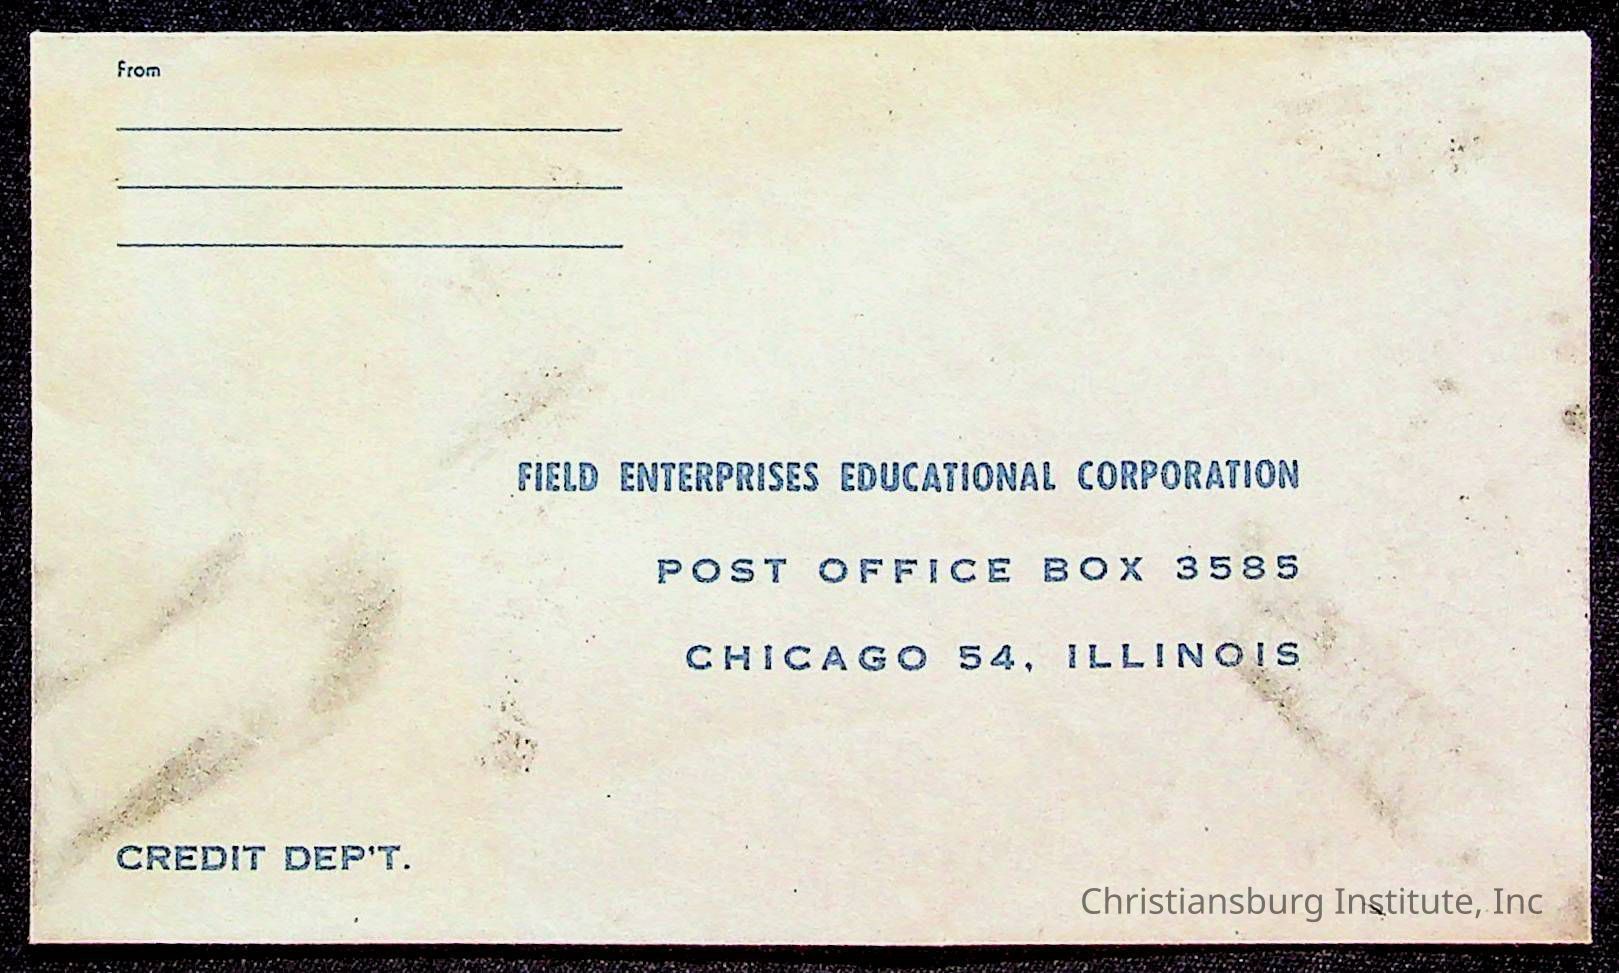 From
FIELD ENTERPRISES EDUCATIONAL CORPORATION
POST OFFICE BOX 3585
CHICAGO 54, ILLINOIS
CREDIT DEP'T.
Christiansburg Institute, Inc